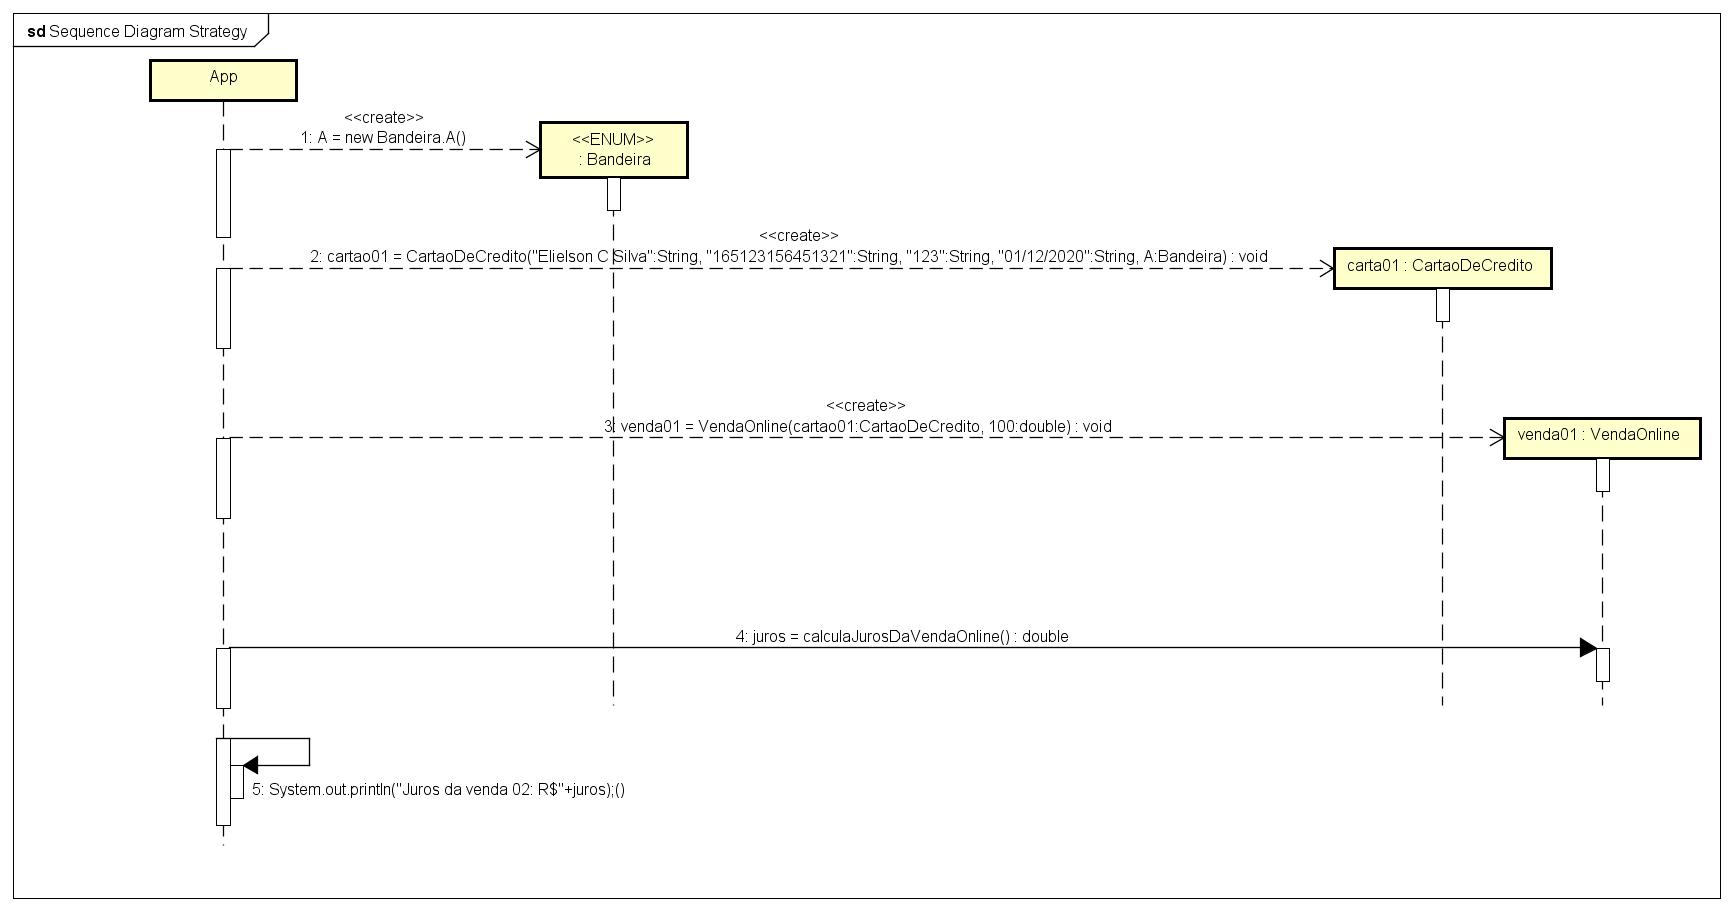 sd Sequence Diagram Strategy
App
<<create>>
1: A = new Bandeira.A()
<<ENUM>>
: Bandeira
<<create>>
2: cartao01 = CartaoDeCredito("Elielson C Silva":String, "165123156451321":String, "123":String, "01/12/2020":String, A:Bandeira) : void
carta01 : CartaoDeCredito
<<create>>
3: venda01 = VendaOnline(cartao01:CartaoDeCredito, 100:double) : void
venda01 : VendaOnline
4: juros = calculaJurosDaVendaOnline() : double
5: System.out.println("Juros da venda 02: R$"+juros);()